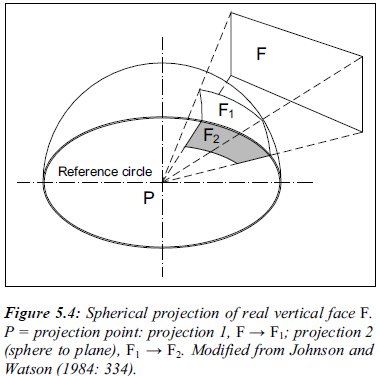 F
F₁
F₂
Reference circle
P
Figure 5.4: Spherical projection of real vertical face F.
P = projection point: projection 1, F → F₁; projection 2
(sphere to plane), F₁ → F₂. Modified from Johnson and
Watson (1984: 334).